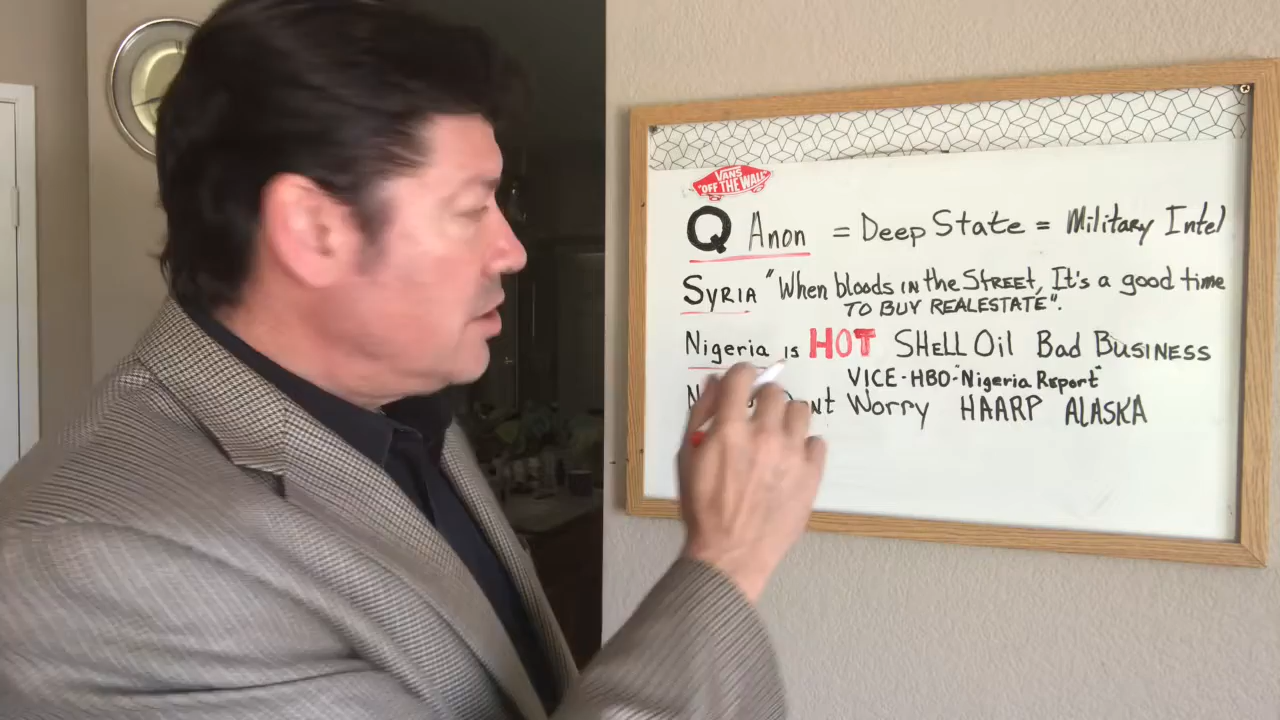 VANS
"OFF THE WALL"
Q Anon = Deep State = Military Intel
SYRIA "When bloods IN the STREET, It's a good time
TO BUY REALESTATE".
Nigeria is HOT SHELL Oil Bad BUSINESS
VICE-HBO-"Nigeria Report"
Worry HAARP ALASKA